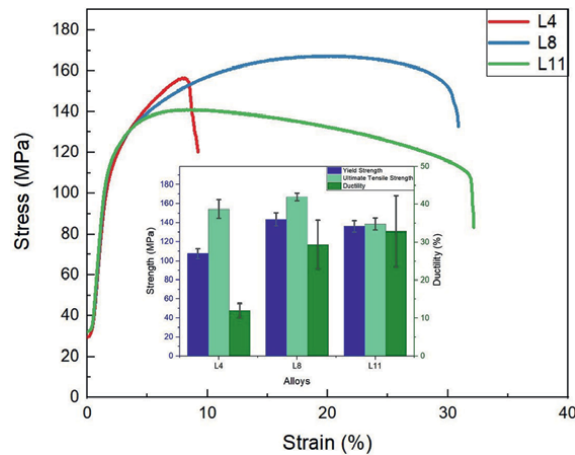 L4
L8
L11
180
160
140
120
100
80
60
40
20
0
Stress (MPa)
0 10 20 30 40
Strain (%)
Yield Strength
Ultimate Tensile Strength
Ductility
180
160
140
120
100
80
60
40
20
0
Strength (MPa)
50
40
30
20
10
0
Ductility (%)
L4 L8 L11
Alloys